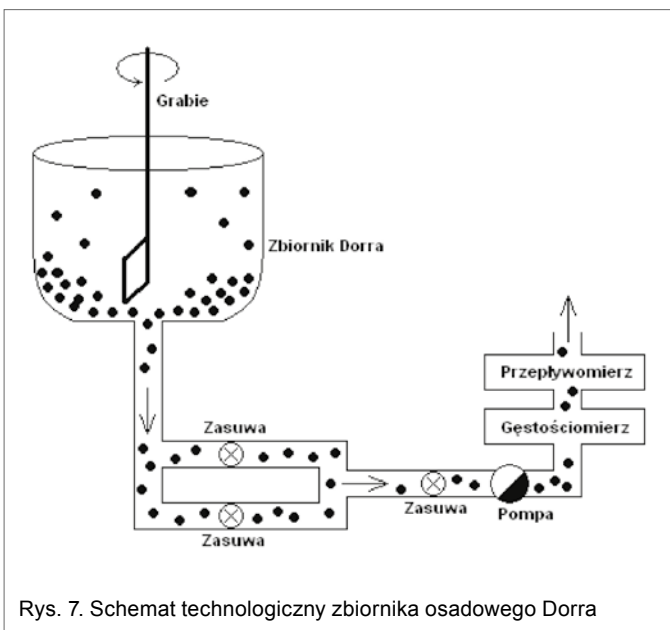 Grabie
Zbiornik Dorra
Przepływomierz
Gęstościomierz
Zasuwa
Zasuwa
Zasuwa
Pompa
Rys. 7. Schemat technologiczny zbiornika osadowego Dorra